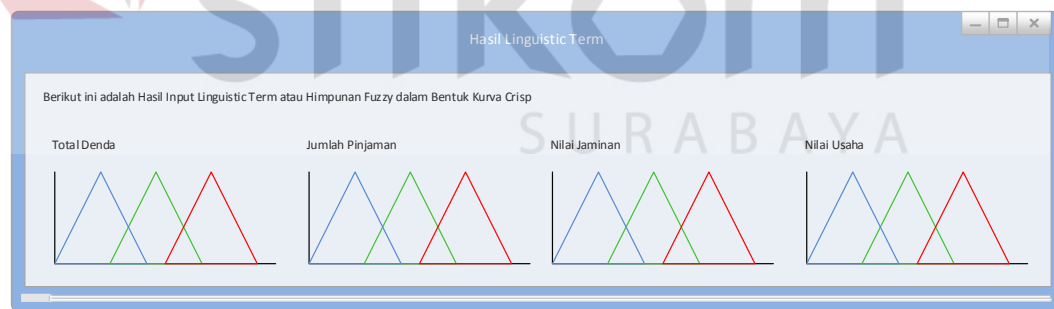 stikom
SURABAYA
Hasil Linguistic Term
Berikut ini adalah Hasil Input Linguistic Term atau Himpunan Fuzzy dalam Bentuk Kurva Crisp
Total Denda
Jumlah Pinjaman
Nilai Jaminan
Nilai Usaha